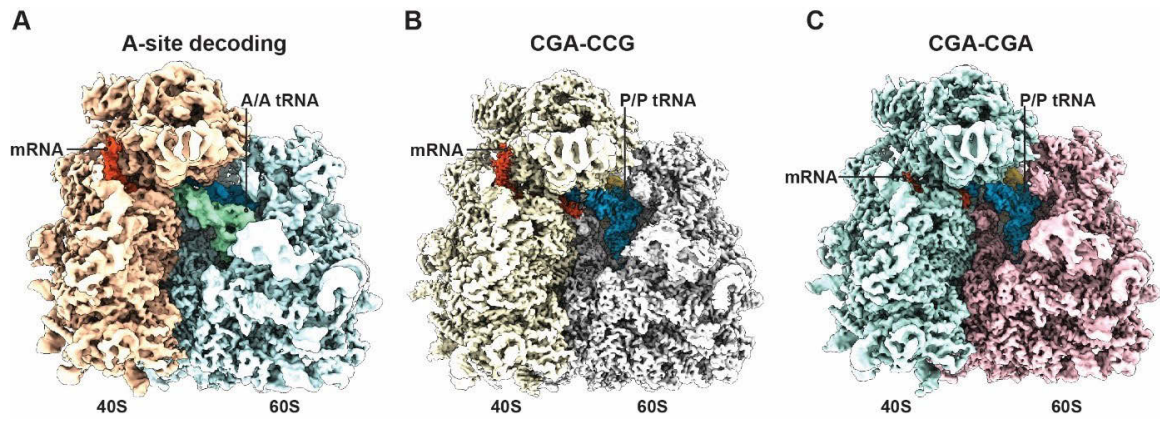 A
A-site decoding
A/A tRNA
mRNA
40S
60S
B
CGA-CCG
P/P tRNA
mRNA
40S
60S
C
CGA-CGA
P/P tRNA
mRNA
40S
60S